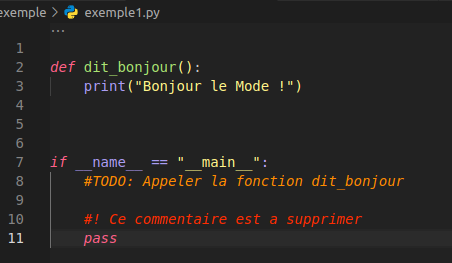 exemple > exemple1.py
...
1
2 def dit_bonjour():
3     print("Bonjour le Mode !")
4
5
6
7 if __name__ == "__main__":
8     #TODO: Appeler la fonction dit_bonjour
9
10     #! Ce commentaire est a supprimer
11     pass